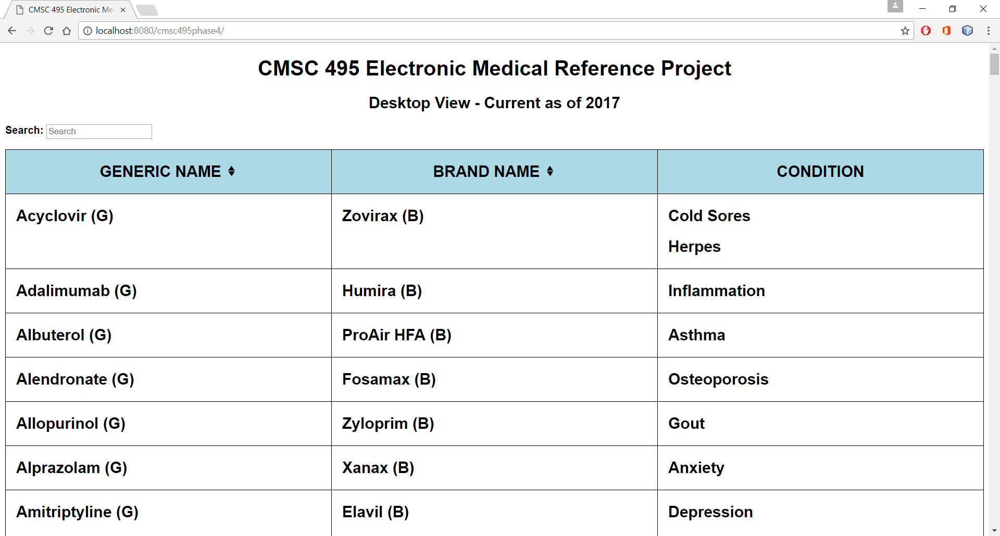 CMSC 495 Electronic Me
localhost:8080/cmsc495phase4/
CMSC 495 Electronic Medical Reference Project
Desktop View - Current as of 2017
Search: Search
GENERIC NAME BRAND NAME CONDITION
Acyclovir (G) Zovirax (B) Cold Sores
Herpes
Adalimumab (G) Humira (B) Inflammation
Albuterol (G) ProAir HFA (B) Asthma
Alendronate (G) Fosamax (B) Osteoporosis
Allopurinol (G) Zyloprim (B) Gout
Alprazolam (G) Xanax (B) Anxiety
Amitriptyline (G) Elavil (B) Depression